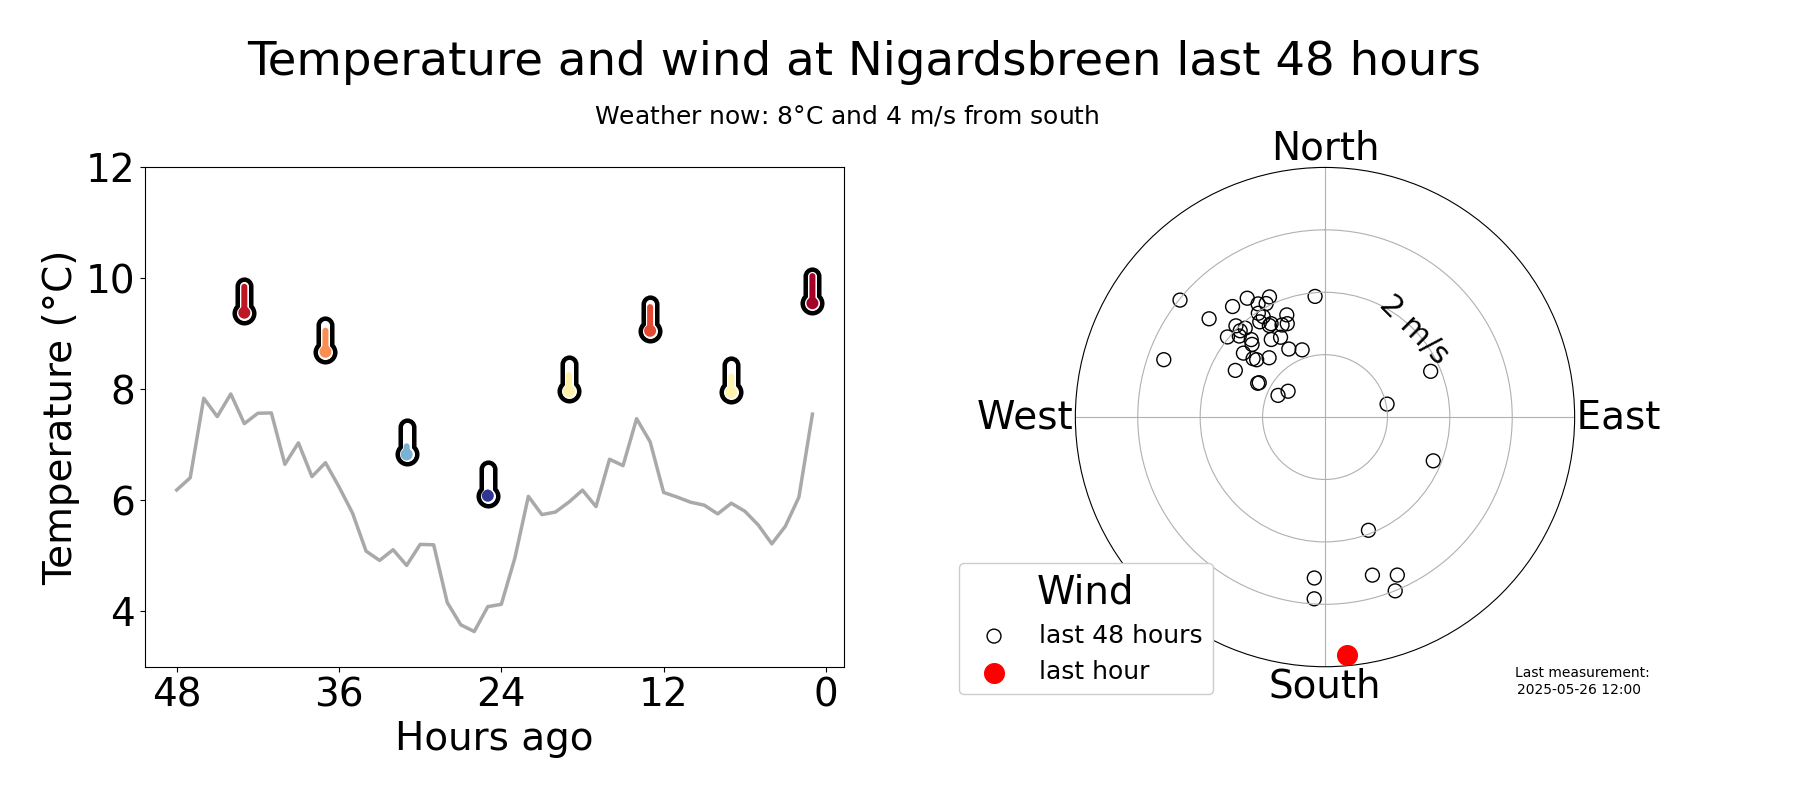 Temperature and wind at Nigardsbreen last 48 hours
Weather now: 8°C and 4 m/s from south
Temperature (°C)
12
10
8
6
4
48 36 24 12 0
Hours ago
North
West
East
South
2 m/s
Wind
last 48 hours
last hour
Last measurement:
2025-05-26 12:00